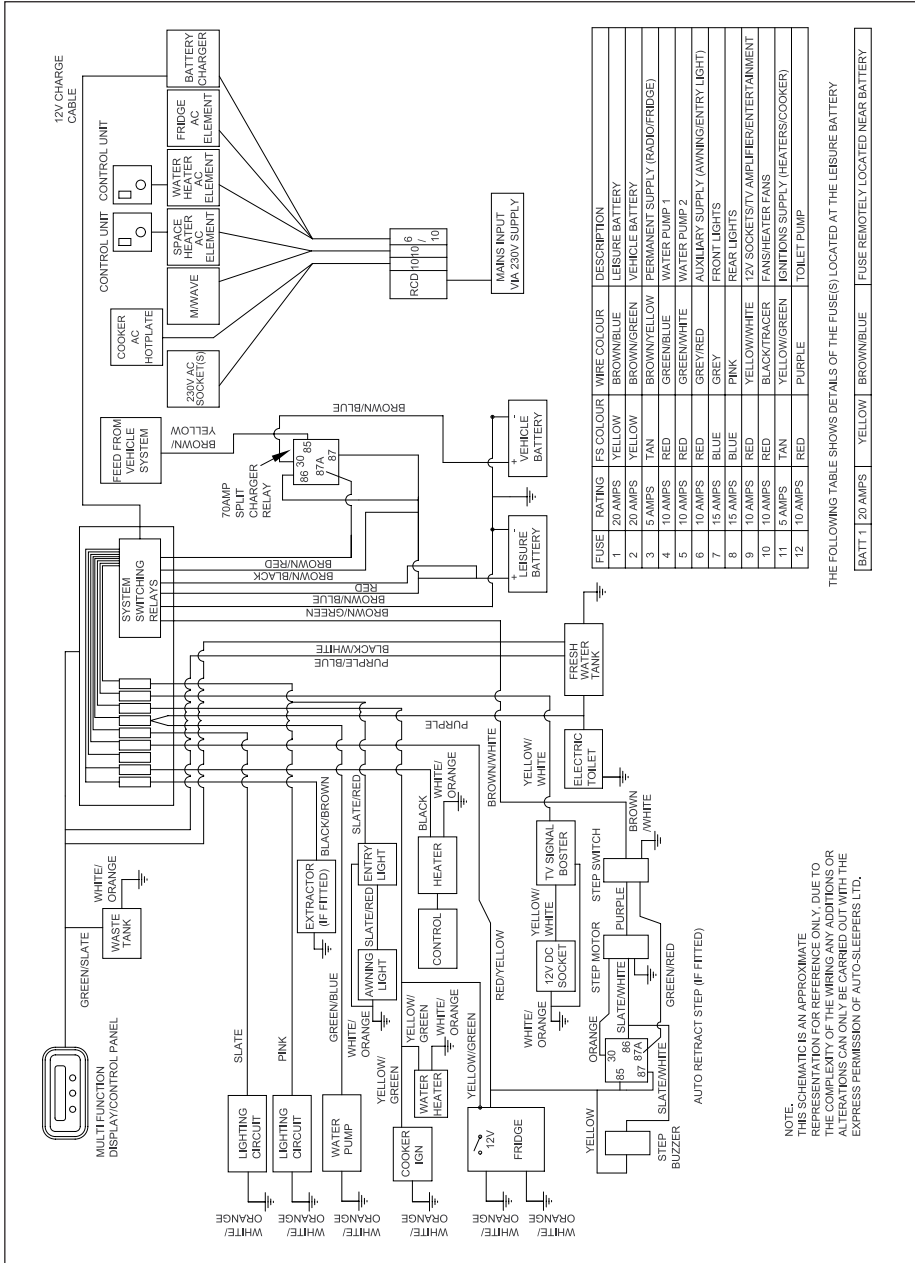 MULTI FUNCTION
DISPLAY/CONTROL PANEL
GREEN/SLATE
WASTE
TANK
WHITE/
ORANGE
SYSTEM
SWITCHING
RELAYS
12V CHARGE
CABLE
CONTROL UNIT
CONTROL UNIT
BATTERY
CHARGER
FRIDGE
AC
ELEMENT
WATER
HEATER
AC
ELEMENT
SPACE
HEATER
AC
ELEMENT
M/WAVE
COOKER
AC
HOTPLATE
230V AC
SOCKET(S)
RCD
10
10
6
/
10
MAINS INPUT
VIA 230V SUPPLY
FEED FROM
VEHICLE
SYSTEM
BROWN/
YELLOW
70AMP
SPLIT
CHARGER
RELAY
30
86
85
87A
87
BROWN/BLUE
BROWN/RED
BROWN/BLACK
RED
BROWN/BLUE
BROWN/GREEN
BLACK/WHITE
PURPLE/BLUE
+
-
LEISURE
BATTERY
+
-
VEHICLE
BATTERY
SLATE
LIGHTING
CIRCUIT
WHITE/
ORANGE
PINK
LIGHTING
CIRCUIT
WHITE/
ORANGE
BLACK/BROWN
EXTRACTOR
(IF FITTED)
GREEN/BLUE
WATER
PUMP
WHITE/
ORANGE
SLATE/RED
ENTRY
LIGHT
SLATE/RED
AWNING
LIGHT
WHITE/
ORANGE
BLACK
HEATER
WHITE/
ORANGE
CONTROL
YELLOW/
GREEN
COOKER
IGN
WHITE/
ORANGE
YELLOW/
GREEN
WATER
HEATER
WHITE/
ORANGE
YELLOW/GREEN
12V
FRIDGE
WHITE/
ORANGE
WHITE/
ORANGE
RED/YELLOW
PURPLE
BROWN/WHITE
YELLOW/
WHITE
FRESH
WATER
TANK
ELECTRIC
TOILET
TV SIGNAL
BOSTER
YELLOW/
WHITE
12V DC
SOCKET
WHITE/
ORANGE
STEP SWITCH
BROWN
/WHITE
PURPLE
STEP MOTOR
GREEN/RED
SLATE/WHITE
ORANGE
30
86
85
87A
87
SLATE/WHITE
YELLOW
STEP
BUZZER
AUTO RETRACT STEP (IF FITTED)
FUSE RATING FS COLOUR WIRE COLOUR DESCRIPTION
1 20 AMPS YELLOW BROWN/BLUE LEISURE BATTERY
2 20 AMPS YELLOW BROWN/GREEN VEHICLE BATTERY
3 5 AMPS TAN BROWN/YELLOW PERMANENT SUPPLY (RADIO/FRIDGE)
4 10 AMPS RED GREEN/BLUE WATER PUMP 1
5 10 AMPS RED GREEN/WHITE WATER PUMP 2
6 10 AMPS RED GREY/RED AUXILIARY SUPPLY (AWNING/ENTRY LIGHT)
7 15 AMPS BLUE GREY FRONT LIGHTS
8 15 AMPS BLUE PINK REAR LIGHTS
9 10 AMPS RED YELLOW/WHITE 12V SOCKETS/TV AMPLIFIER/ENTERTAINMENT
10 10 AMPS RED BLACK/TRACER FANS/HEATER FANS
11 5 AMPS TAN YELLOW/GREEN IGNITIONS SUPPLY (HEATERS/COOKER)
12 10 AMPS RED PURPLE TOILET PUMP
THE FOLLOWING TABLE SHOWS DETAILS OF THE FUSE(S) LOCATED AT THE LEISURE BATTERY
BATT 1 20 AMPS YELLOW BROWN/BLUE FUSE REMOTELY LOCATED NEAR BATTERY
NOTE.
THIS SCHEMATIC IS AN APPROXIMATE
REPRESENTATION FOR REFERENCE ONLY, DUE TO
THE COMPLEXITY OF THE WIRING ANY ADDITIONS OR
ALTERATIONS CAN ONLY BE CARRIED OUT WITH THE
EXPRESS PERMISSION OF AUTO-SLEEPERS LTD.